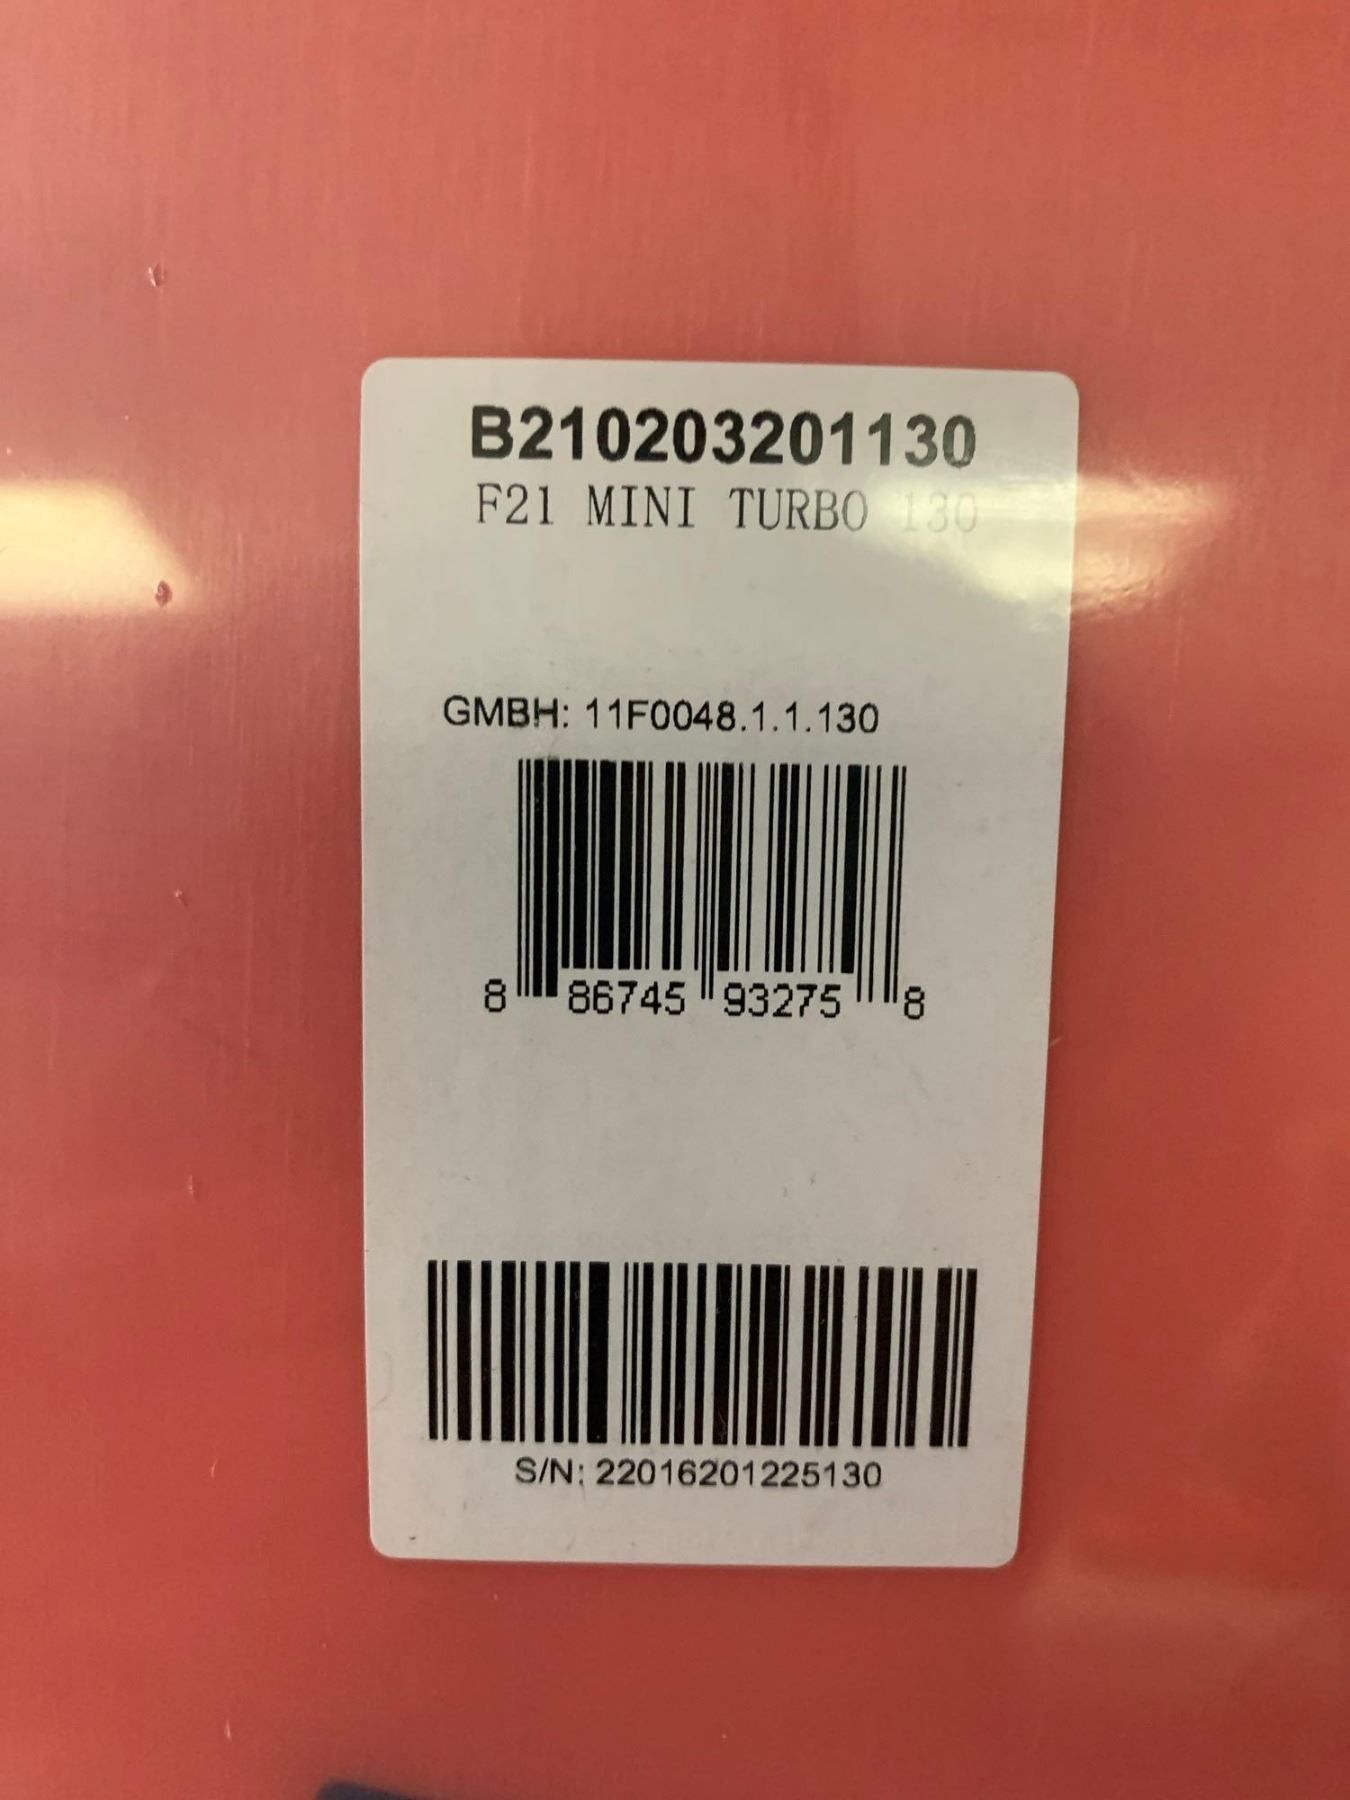 B210203201130
F21 MINI TURBO 130
GMBH: 11F0048.1.1.130
8 86745 93275 8
S/N: 22016201225130